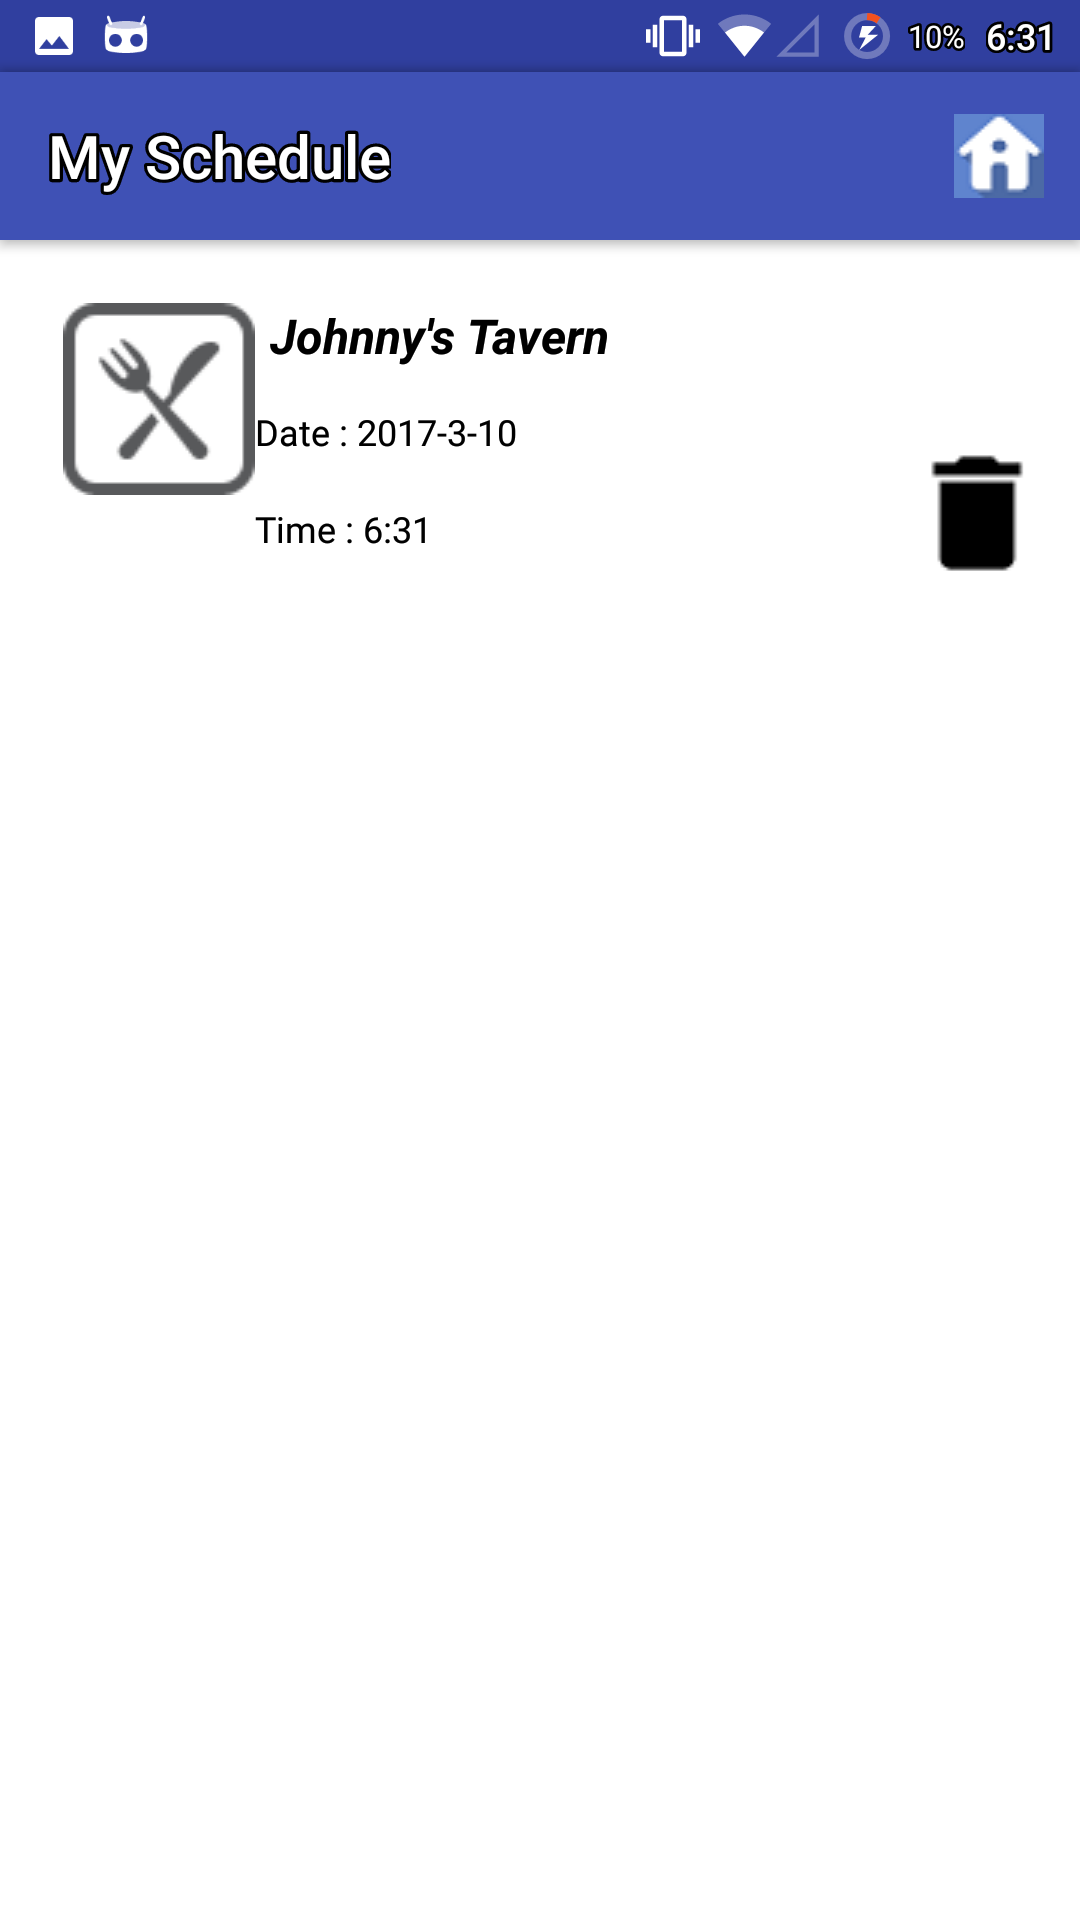 10% 6:31
My Schedule
Johnny's Tavern
Date : 2017-3-10
Time : 6:31